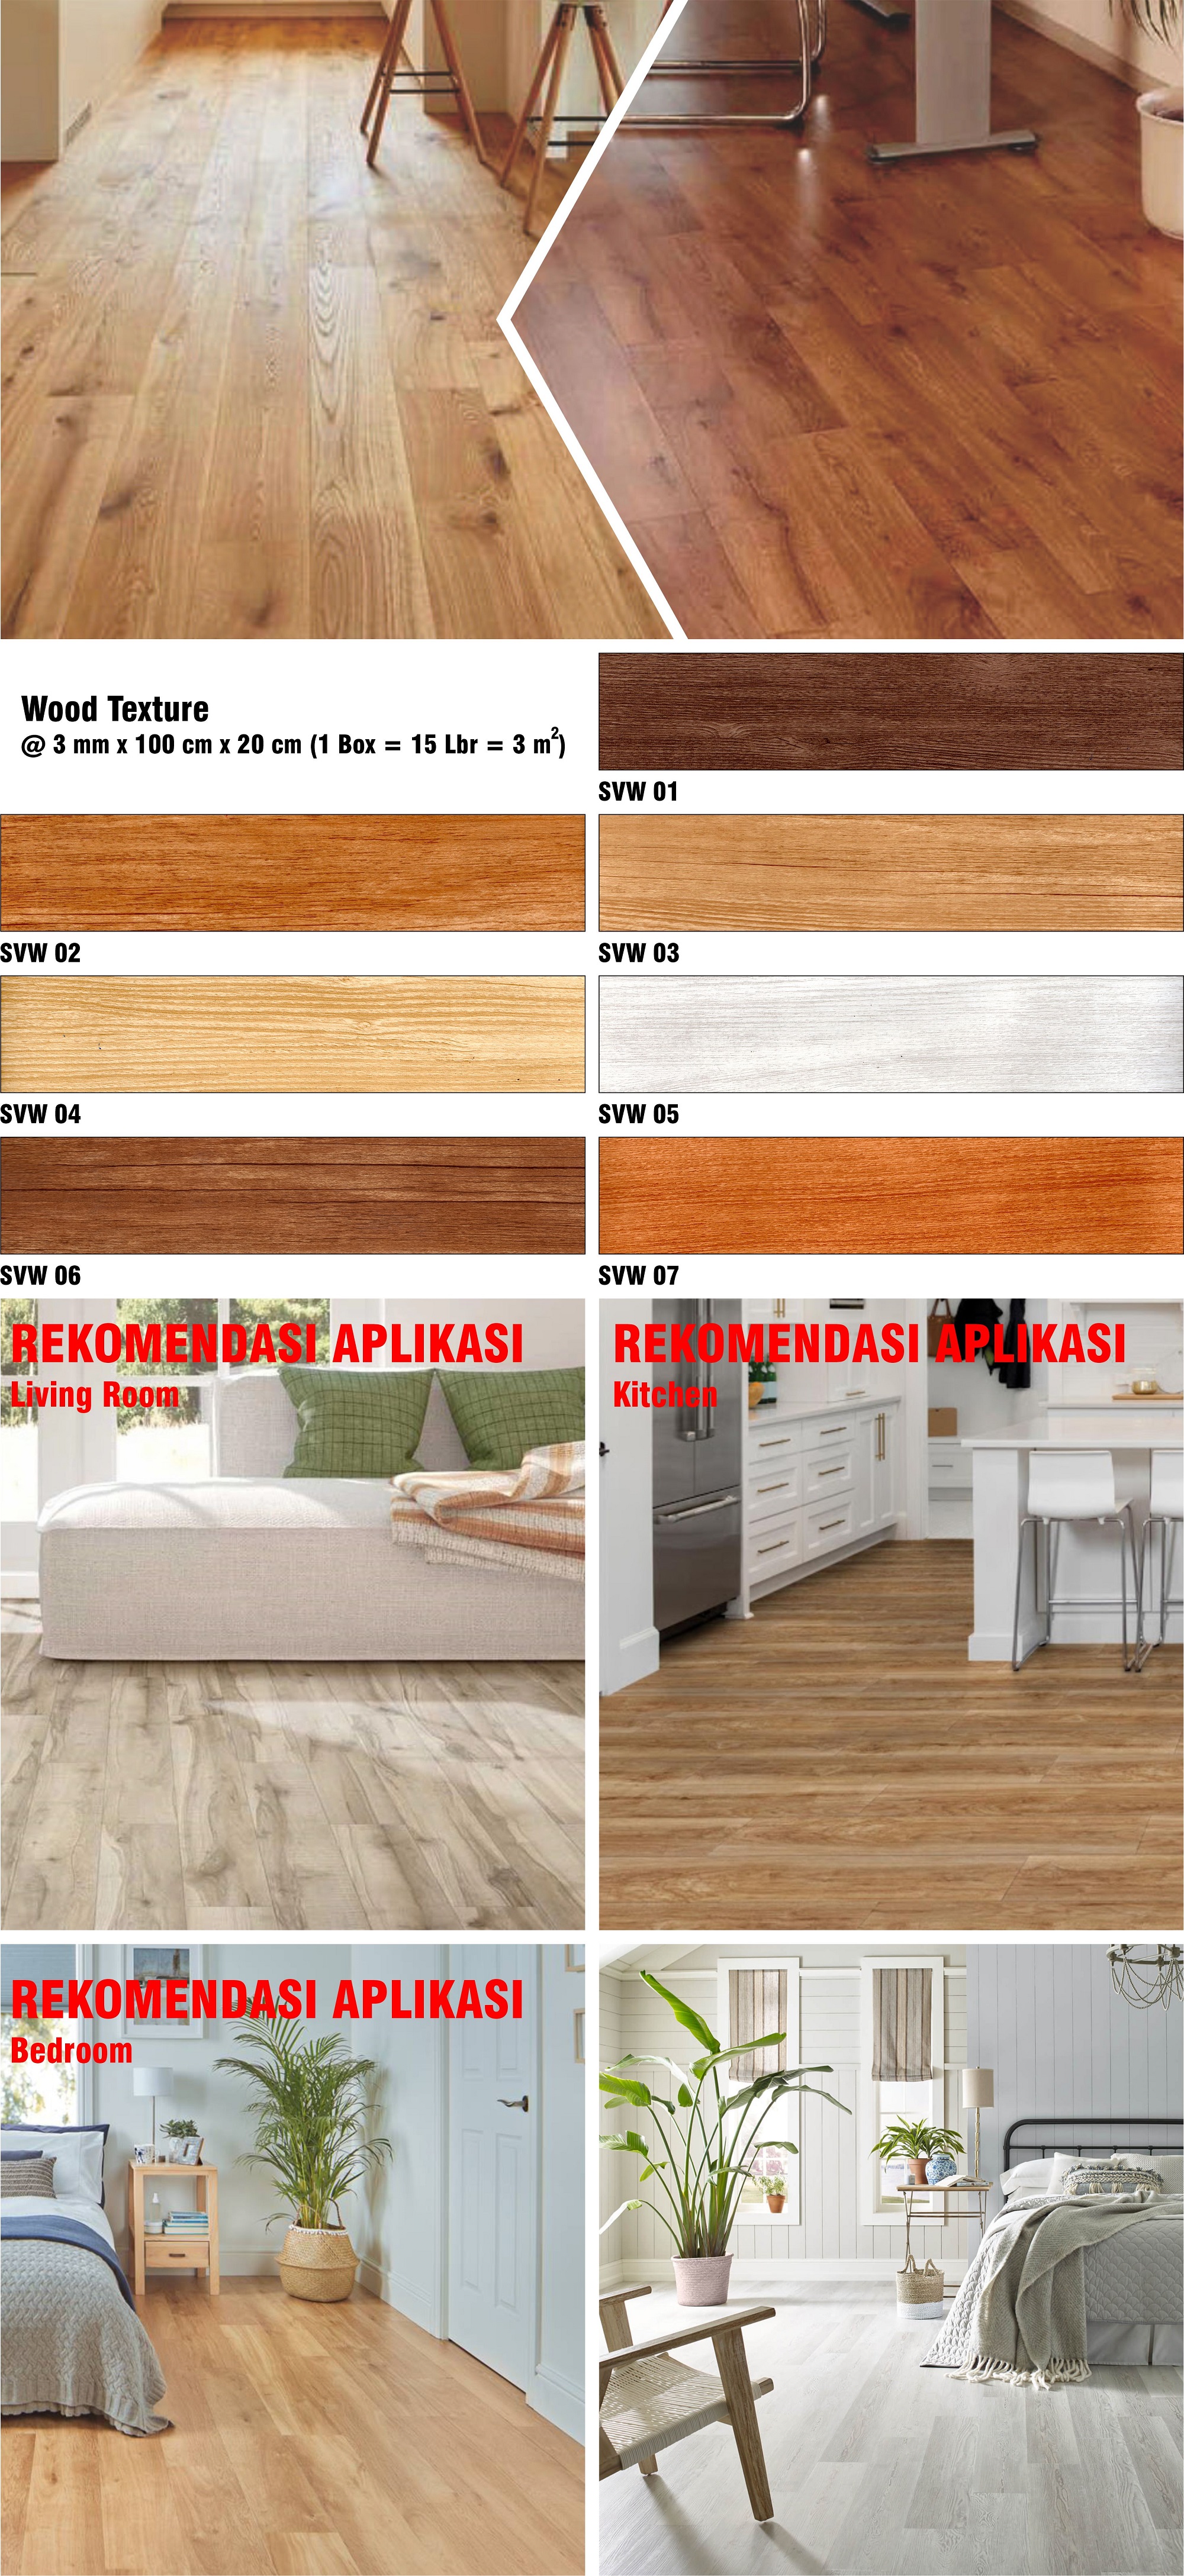 Wood Texture
@ 3 mm x 100 cm x 20 cm (1 Box = 15 Lbr = 3 m²)
SVW 01
SVW 02
SVW 03
SVW 04
SVW 05
SVW 06
SVW 07
REKOMENDASI APLIKASI
Living Room
REKOMENDASI APLIKASI
Kitchen
REKOMENDASI APLIKASI
Bedroom